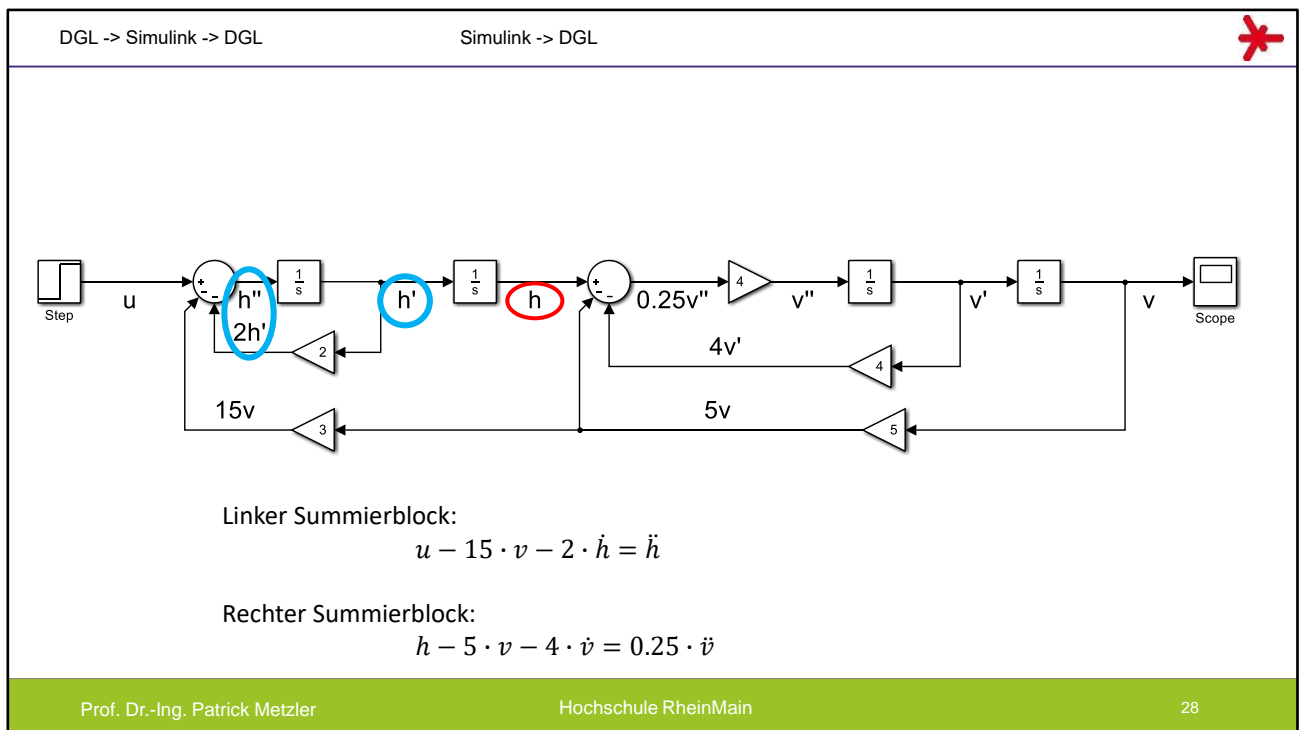 DGL -> Simulink -> DGL Simulink -> DGL
Step
u
+
-
-
h''
1/s
h'
1/s
h
+
-
-
0.25v''
4
v''
1/s
v'
1/s
v
Scope
2h'
2
4v'
4
15v
3
5v
5
Linker Summierblock:
u − 15 · v − 2 · ḣ = ḧ
Rechter Summierblock:
h − 5 · v − 4 · v̇ = 0.25 · v̈
Prof. Dr.-Ing. Patrick Metzler Hochschule RheinMain 28